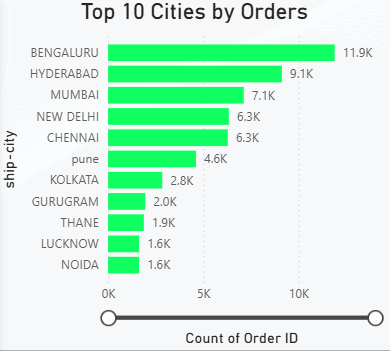 Top 10 Cities by Orders
BENGALURU 11.9K
HYDERABAD 9.1K
MUMBAI 7.1K
NEW DELHI 6.3K
CHENNAI 6.3K
pune 4.6K
KOLKATA 2.8K
GURUGRAM 2.0K
THANE 1.9K
LUCKNOW 1.6K
NOIDA 1.6K
ship-city
0K 5K 10K
Count of Order ID